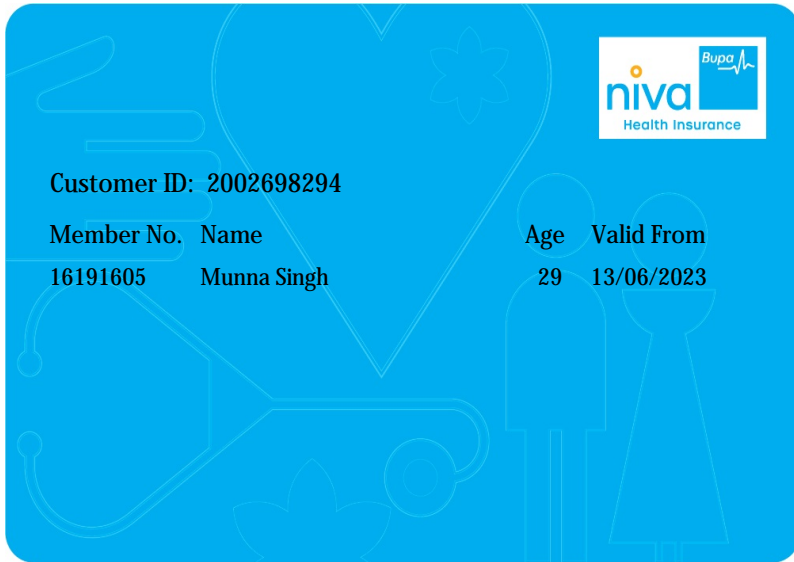 Bupa
niva
Health Insurance
Customer ID: 2002698294
Member No. Name Age Valid From
16191605 Munna Singh 29 13/06/2023